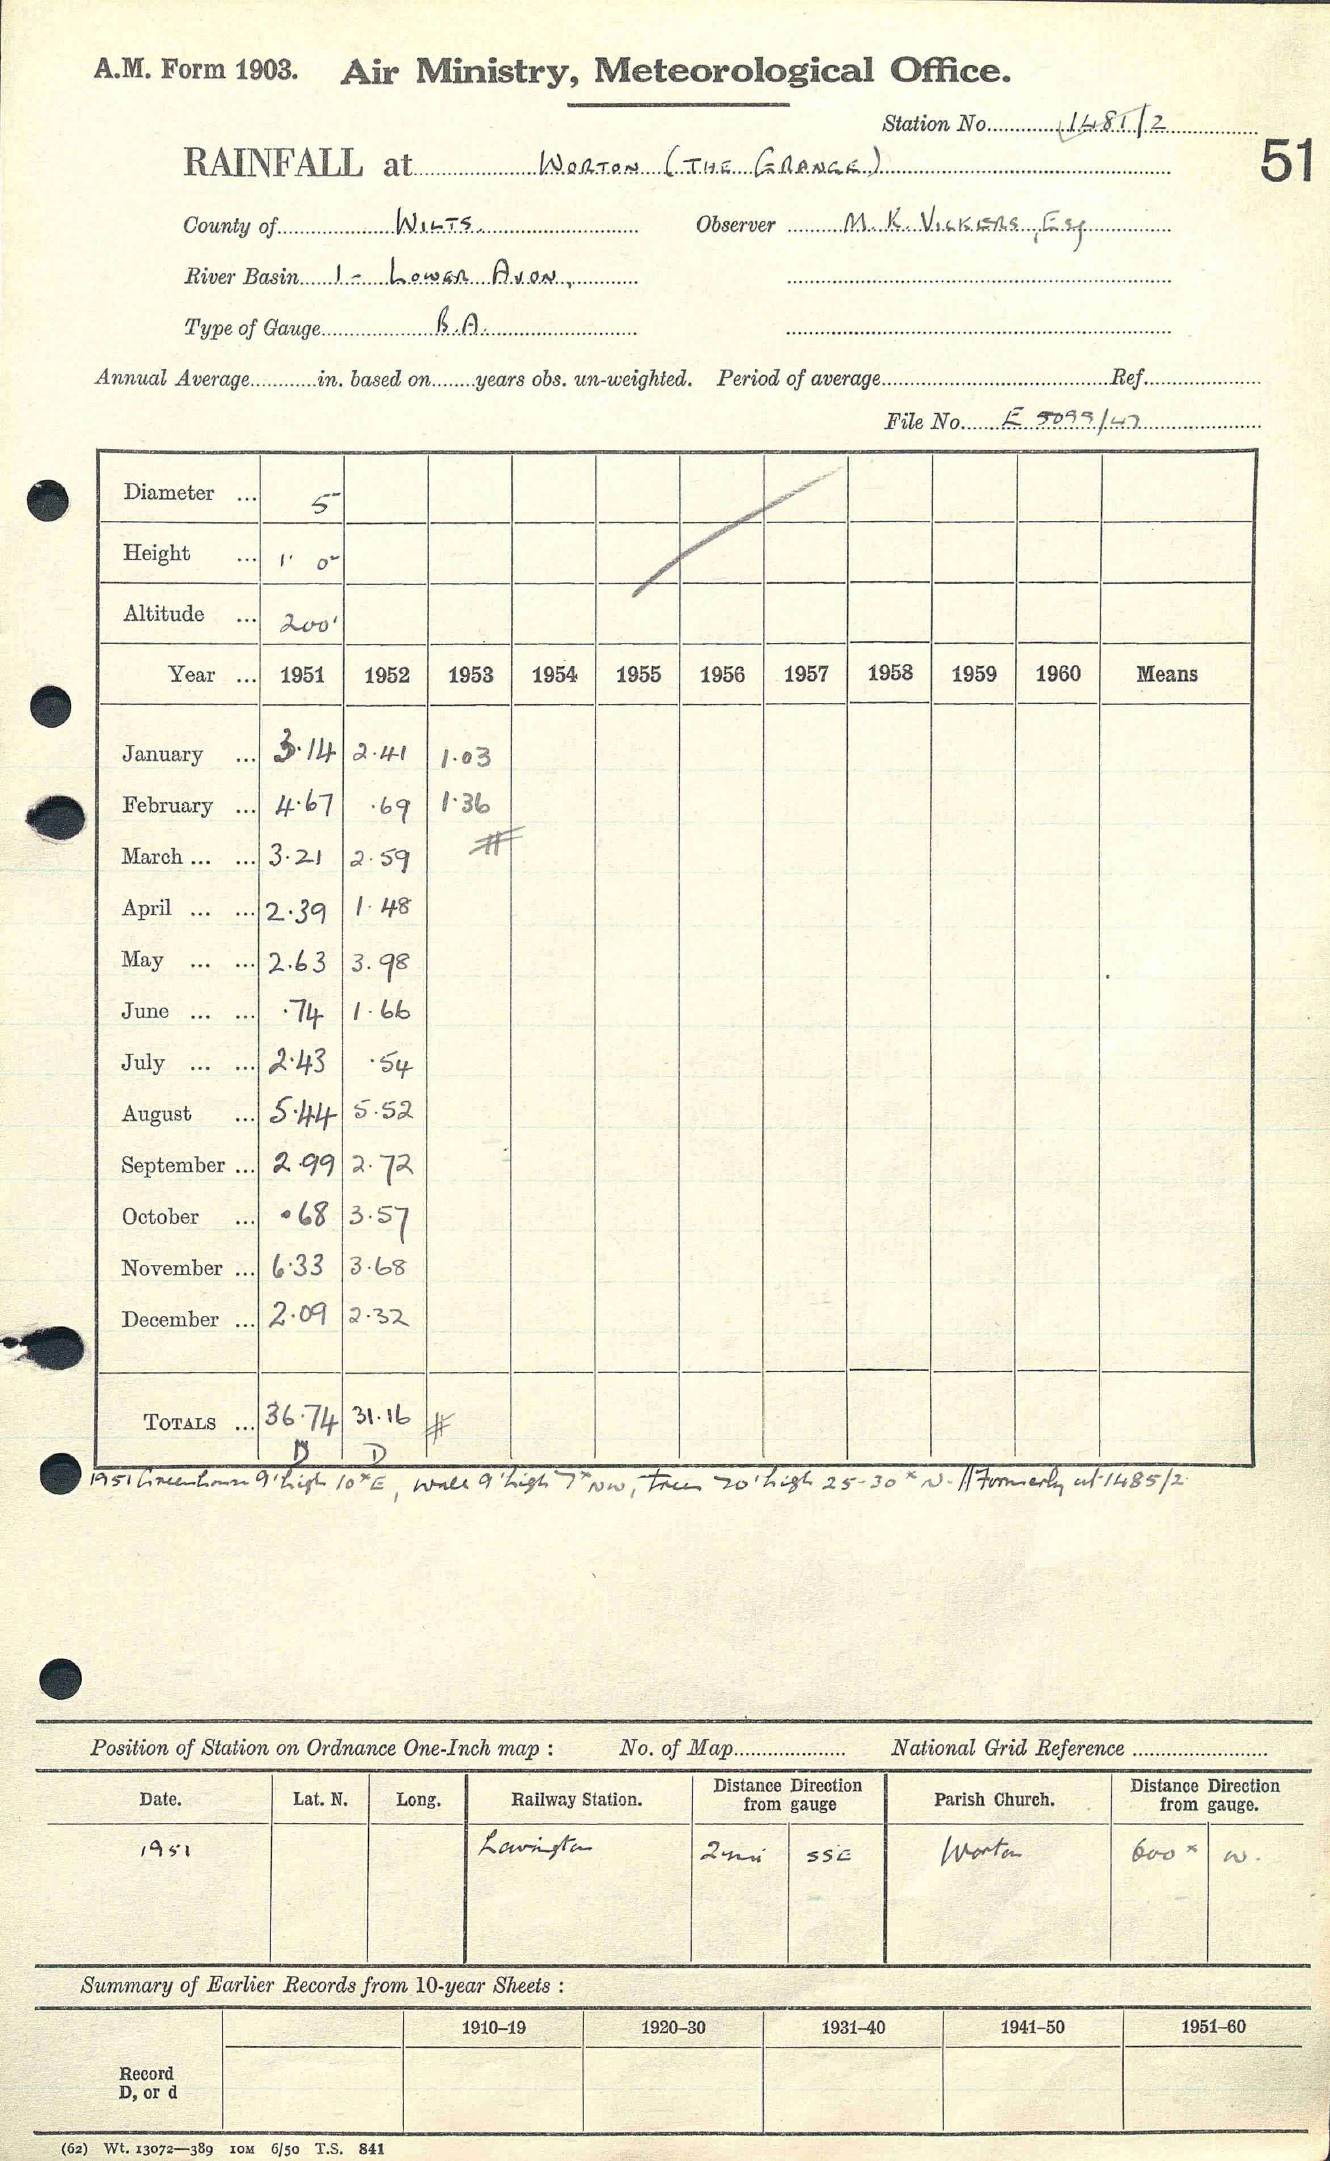 A.M. Form 1903. Air Ministry, Meteorological Office.
Station No. 1481/2
51
RAINFALL at WORTON (THE GRANGE)
County of WILTS. Observer M. K. VICKERS, Esq
River Basin 1 - LOWER AVON,
Type of Gauge B.A.
Annual Average in. based on years obs. un-weighted. Period of average Ref.
File No. E 5099/47
Diameter ... 5"
Height ... 1' 0"
Altitude ... 200'
Year ... 1951 1952 1953 1954 1955 1956 1957 1958 1959 1960 Means
January ... 3.14 2.41 1.03
February ... 4.67 .69 1.36
March ... ... 3.21 2.59 #
April ... ... 2.39 1.48
May ... ... 2.63 3.98
June ... ... .74 1.66
July ... ... 2.43 .54
August ... 5.44 5.52
September ... 2.99 2.72
October ... .68 3.57
November ... 6.33 3.68
December ... 2.09 2.32
TOTALS ... 36.74 31.16 #
D D
1951 Greenhouse 9' high 10x E, wall 9' high 7x NW, trees 70' high 25-30x N. // Formerly at 1485/2
Position of Station on Ordnance One-Inch map : No. of Map National Grid Reference
Date. Lat. N. Long. Railway Station. Distance Direction from gauge Parish Church. Distance Direction from gauge.
1951 Lavington 2 mi SSE Worton 600x W.
Summary of Earlier Records from 10-year Sheets :
1910–19 1920–30 1931–40 1941–50 1951–60
Record
D, or d
(62) Wt. 13072—389 10M 6/50 T.S. 841